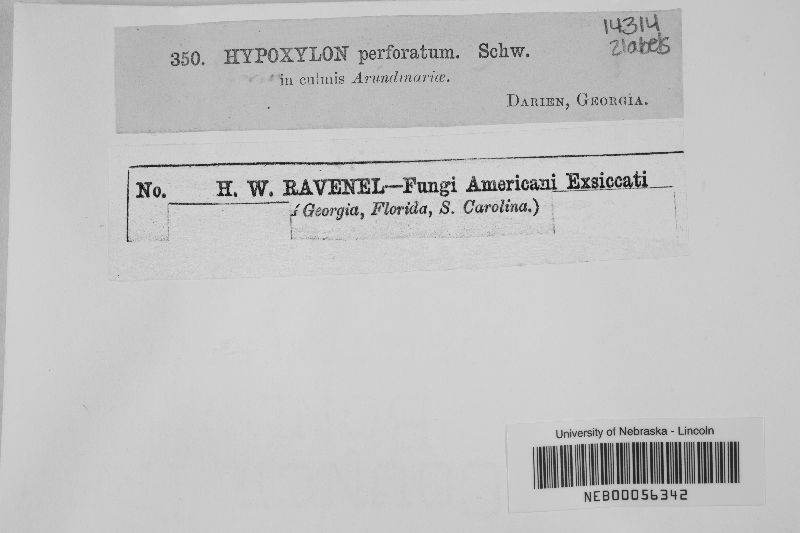 14314
2 labels
350. HYPOXYLON perforatum. Schw.
in culmis Arundinariæ.
DARIEN, GEORGIA.
No. H. W. RAVENEL—Fungi Americani Exsiccati
(Georgia, Florida, S. Carolina.)
University of Nebraska - Lincoln
NEB00056342